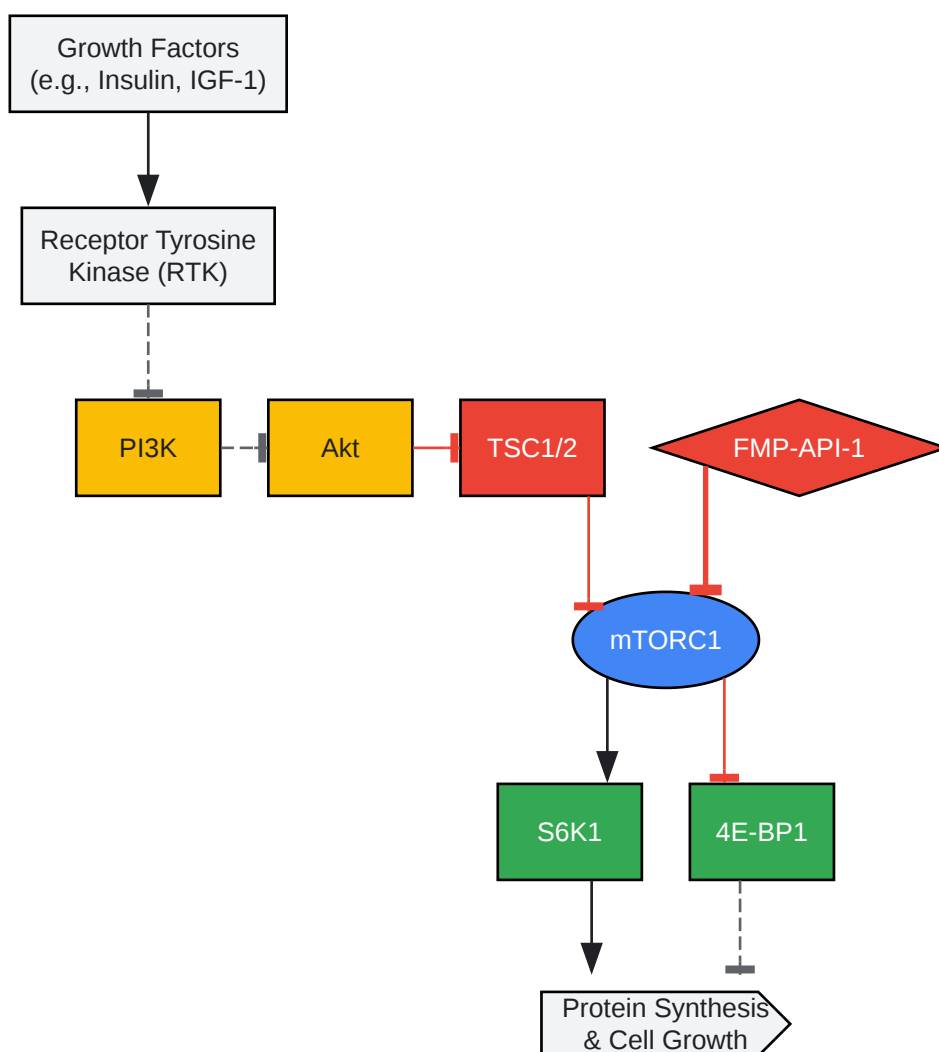 Growth Factors
(e.g., Insulin, IGF-1)
Receptor Tyrosine
Kinase (RTK)
PI3K
Akt
TSC1/2
FMP-API-1
mTORC1
S6K1
4E-BP1
Protein Synthesis
& Cell Growth